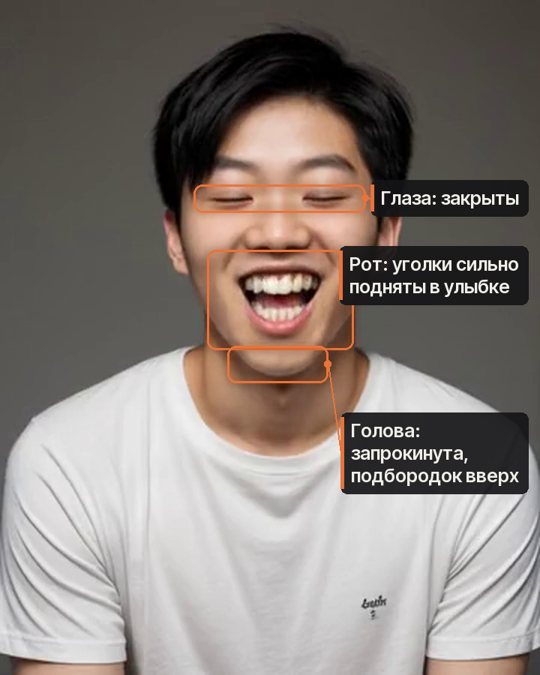 Глаза: закрыты
Рот: уголки сильно
подняты в улыбке
Голова:
запрокинута,
подбородок вверх